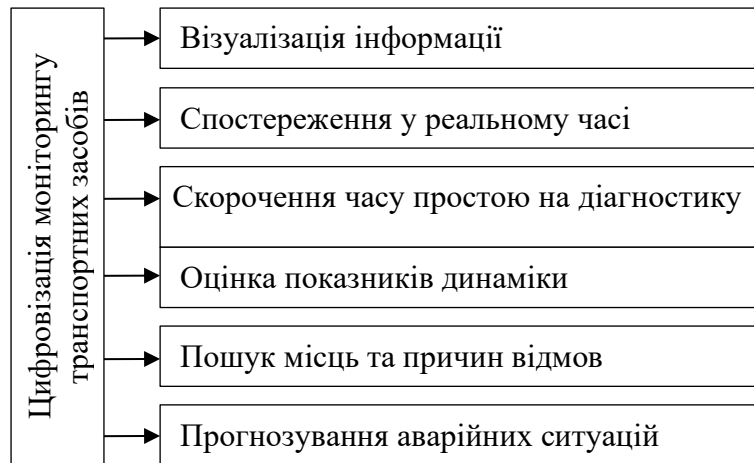 Цифровізація моніторингу
транспортних засобів
Візуалізація інформації
Спостереження у реальному часі
Скорочення часу простою на діагностику
Оцінка показників динаміки
Пошук місць та причин відмов
Прогнозування аварійних ситуацій